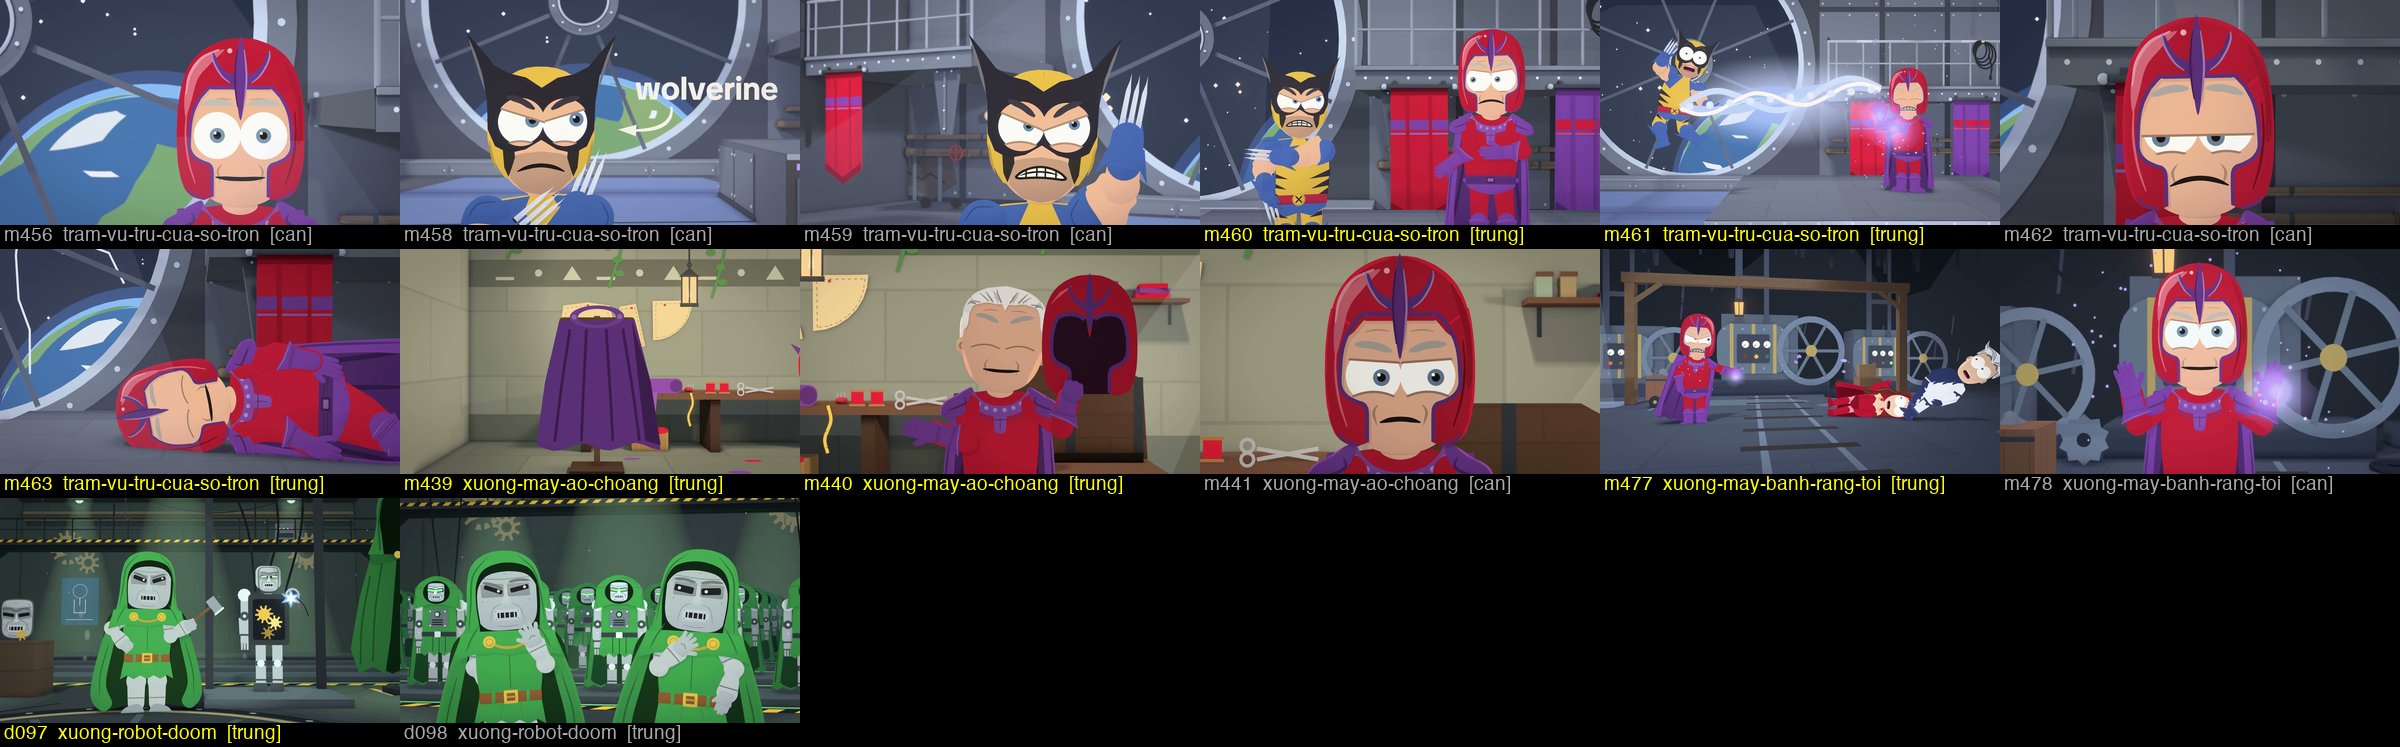 wolverine
m456 tram-vu-tru-cua-so-tron [can]
m458 tram-vu-tru-cua-so-tron [can]
m459 tram-vu-tru-cua-so-tron [can]
m460 tram-vu-tru-cua-so-tron [trung]
m461 tram-vu-tru-cua-so-tron [trung]
m462 tram-vu-tru-cua-so-tron [can]
m463 tram-vu-tru-cua-so-tron [trung]
m439 xuong-may-ao-choang [trung]
m440 xuong-may-ao-choang [trung]
m441 xuong-may-ao-choang [can]
m477 xuong-may-banh-rang-toi [trung]
m478 xuong-may-banh-rang-toi [can]
d097 xuong-robot-doom [trung]
d098 xuong-robot-doom [trung]